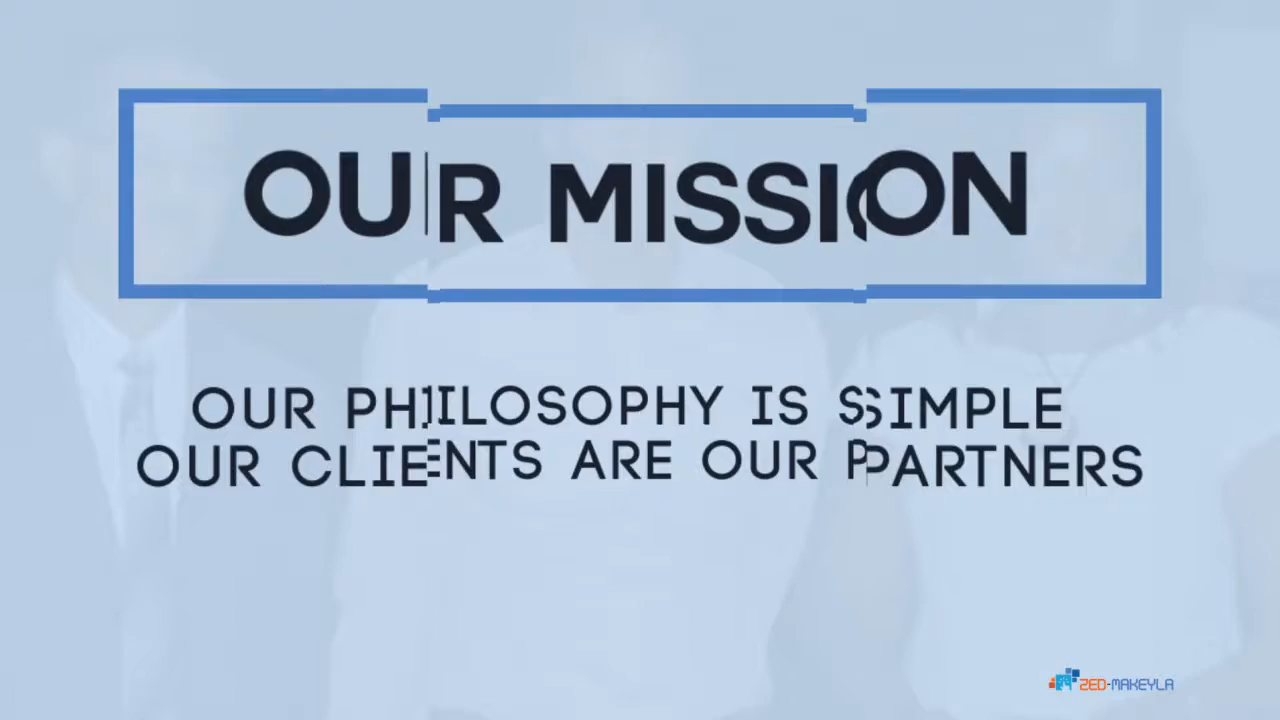 OUR MISSION
OUR PHILOSOPHY IS SIMPLE
OUR CLIENTS ARE OUR PARTNERS
ZED-MAKEYLA